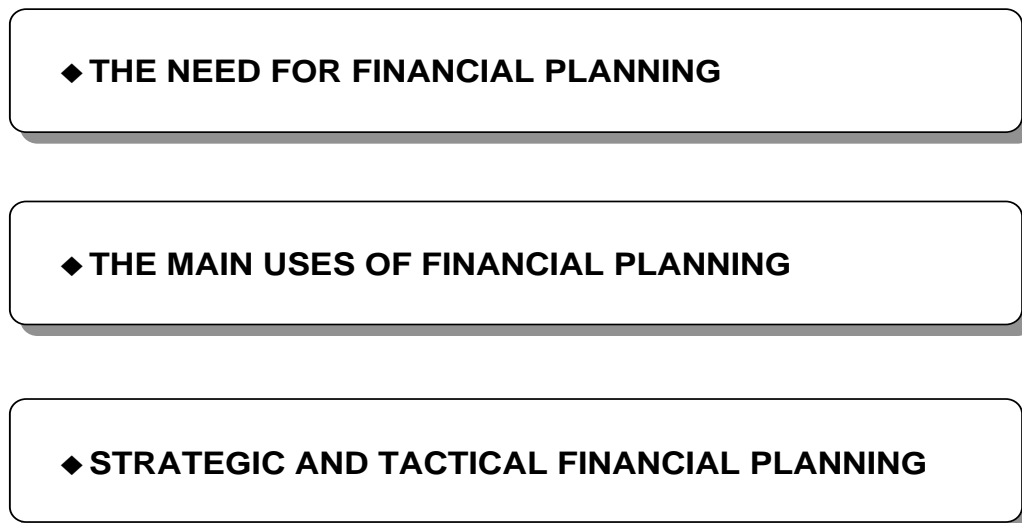 ◆ THE NEED FOR FINANCIAL PLANNING
◆ THE MAIN USES OF FINANCIAL PLANNING
◆ STRATEGIC AND TACTICAL FINANCIAL PLANNING